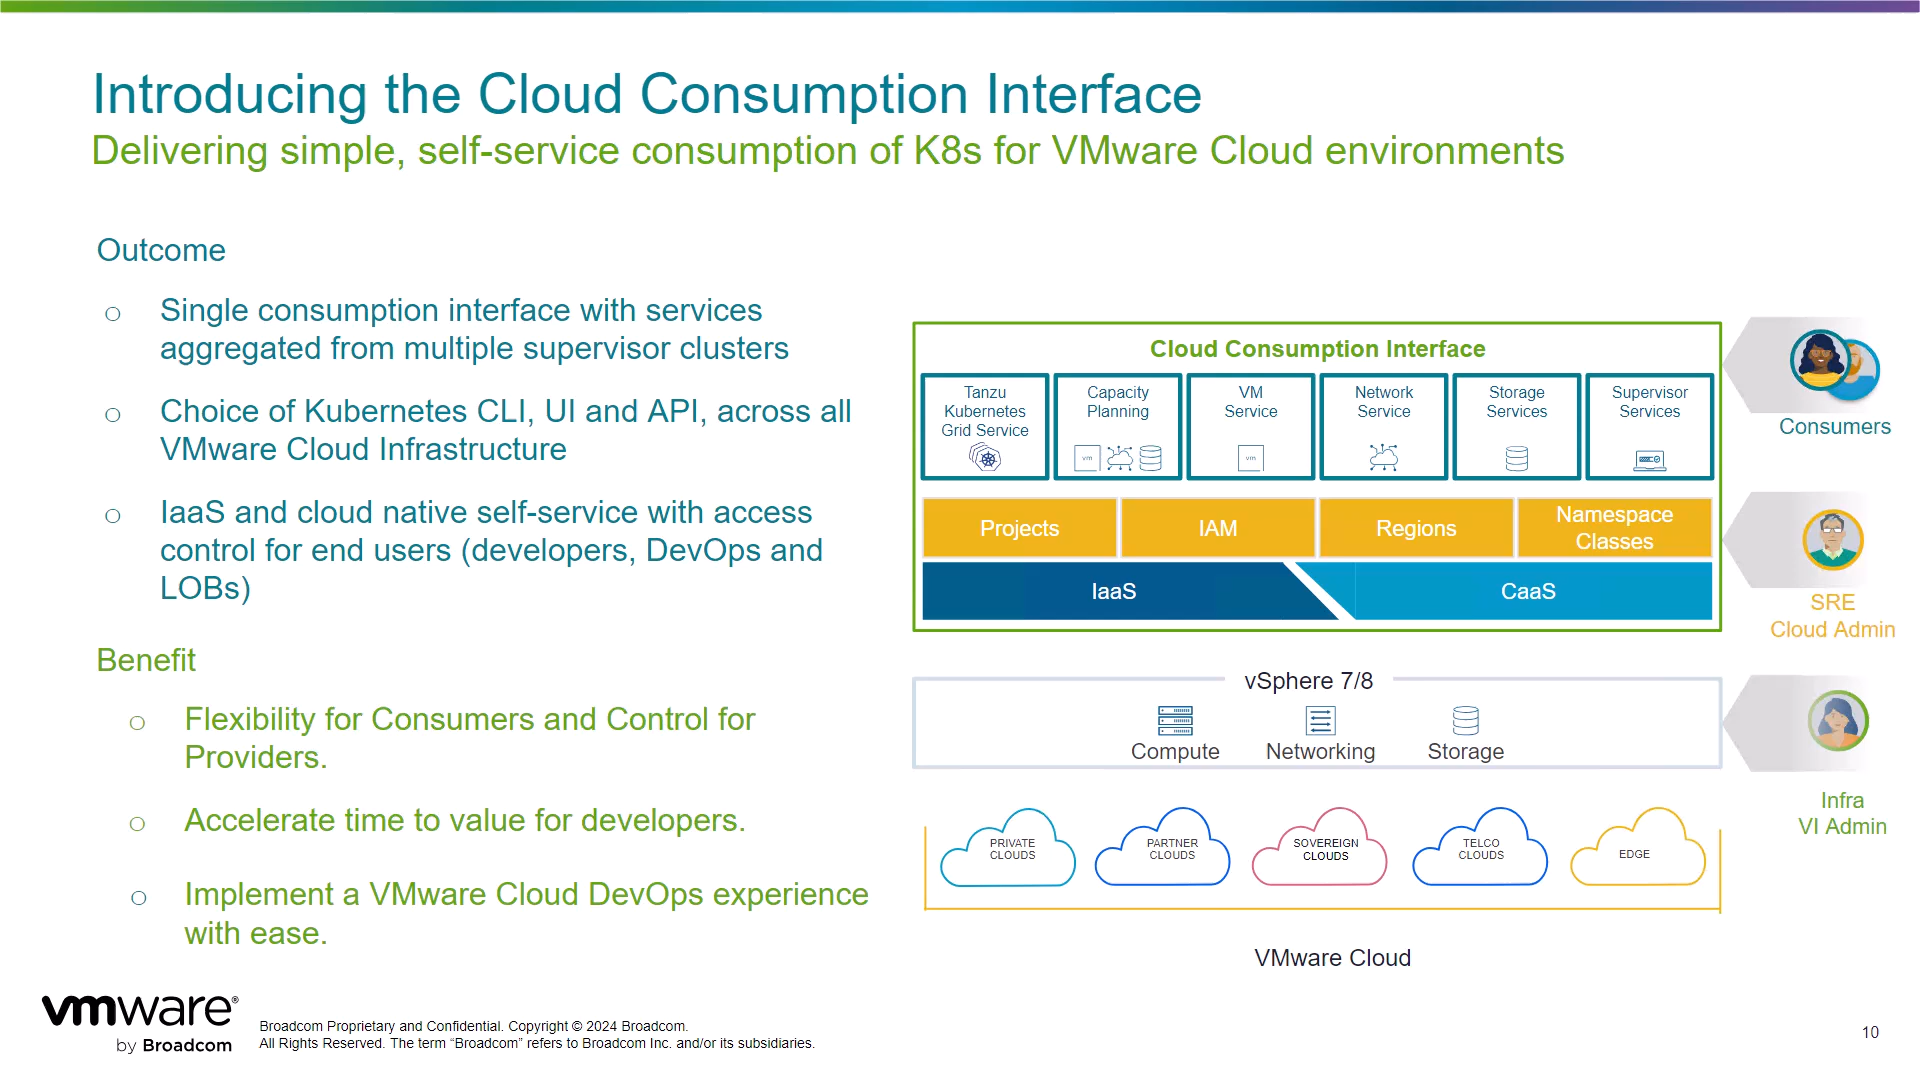 Introducing the Cloud Consumption Interface
Delivering simple, self-service consumption of K8s for VMware Cloud environments
Outcome
Single consumption interface with services
aggregated from multiple supervisor clusters
Choice of Kubernetes CLI, UI and API, across all
VMware Cloud Infrastructure
IaaS and cloud native self-service with access
control for end users (developers, DevOps and
LOBs)
Benefit
Flexibility for Consumers and Control for
Providers.
Accelerate time to value for developers.
Implement a VMware Cloud DevOps experience
with ease.
Cloud Consumption Interface
Tanzu
Kubernetes
Grid Service
Capacity
Planning
vm
VM
Service
vm
Network
Service
Storage
Services
Supervisor
Services
Projects
IAM
Regions
Namespace
Classes
IaaS
CaaS
Consumers
SRE
Cloud Admin
vSphere 7/8
Compute
Networking
Storage
Infra
VI Admin
PRIVATE
CLOUDS
PARTNER
CLOUDS
SOVEREIGN
CLOUDS
TELCO
CLOUDS
EDGE
VMware Cloud
vmware®
by Broadcom
Broadcom Proprietary and Confidential. Copyright © 2024 Broadcom.
All Rights Reserved. The term “Broadcom” refers to Broadcom Inc. and/or its subsidiaries.
10